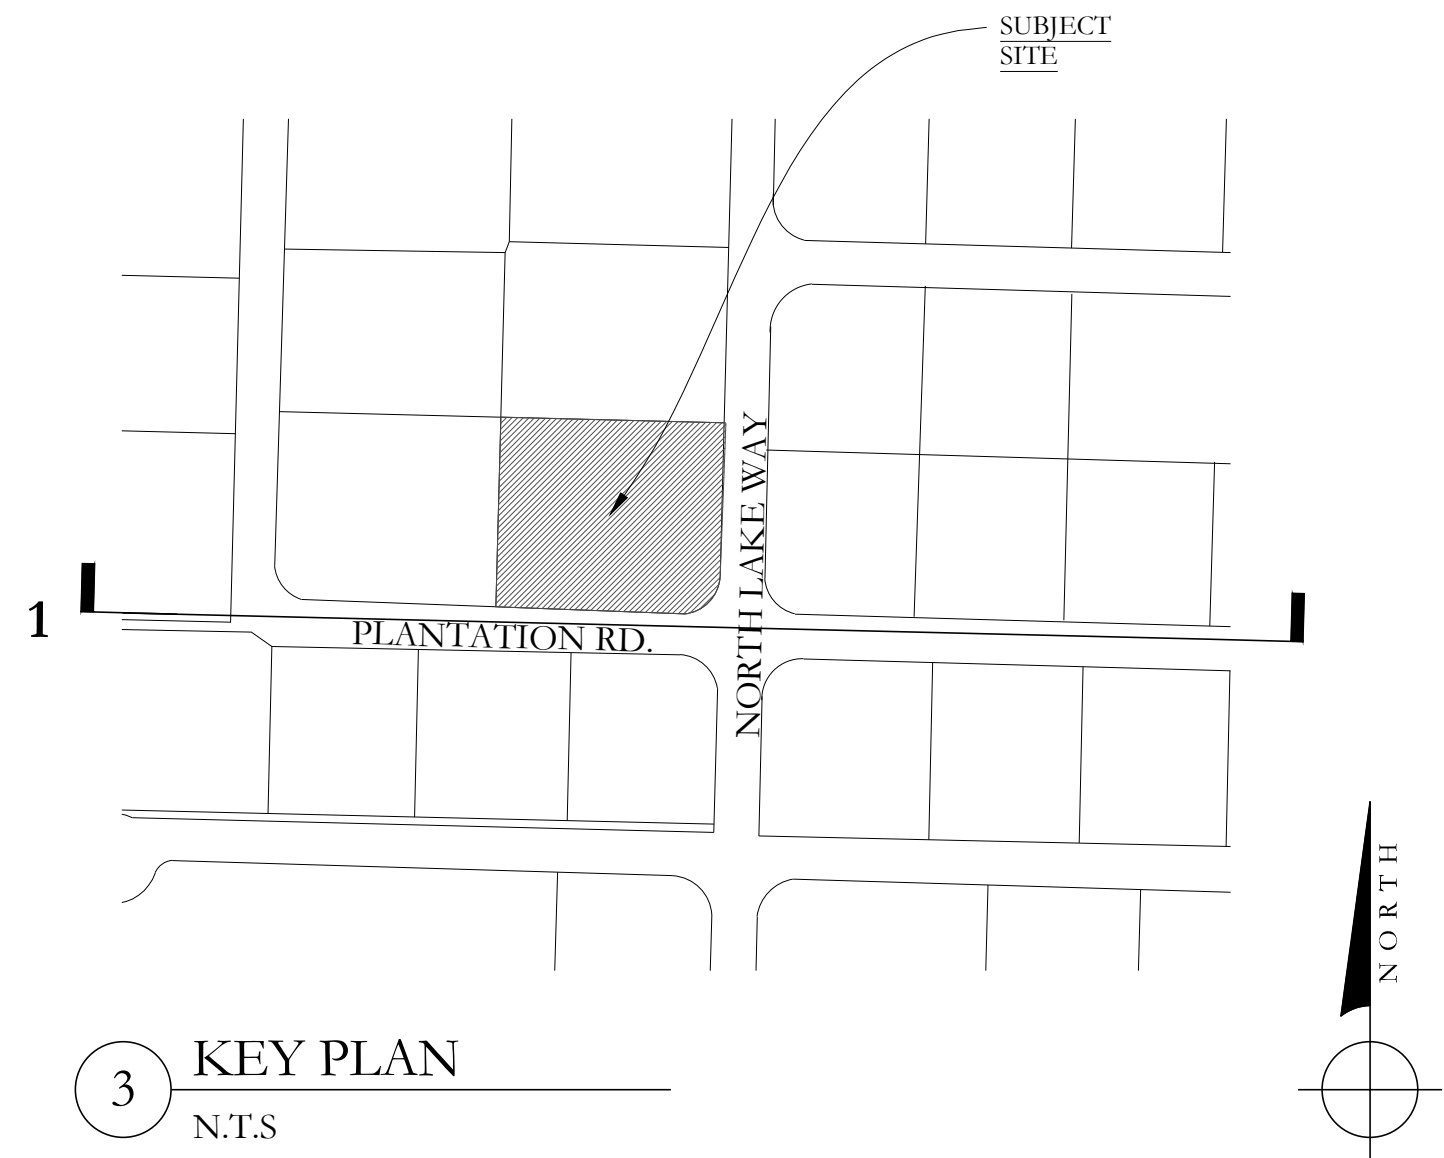 SUBJECT
SITE
NORTH LAKE WAY
1
PLANTATION RD.
NORTH
3
KEY PLAN
N.T.S